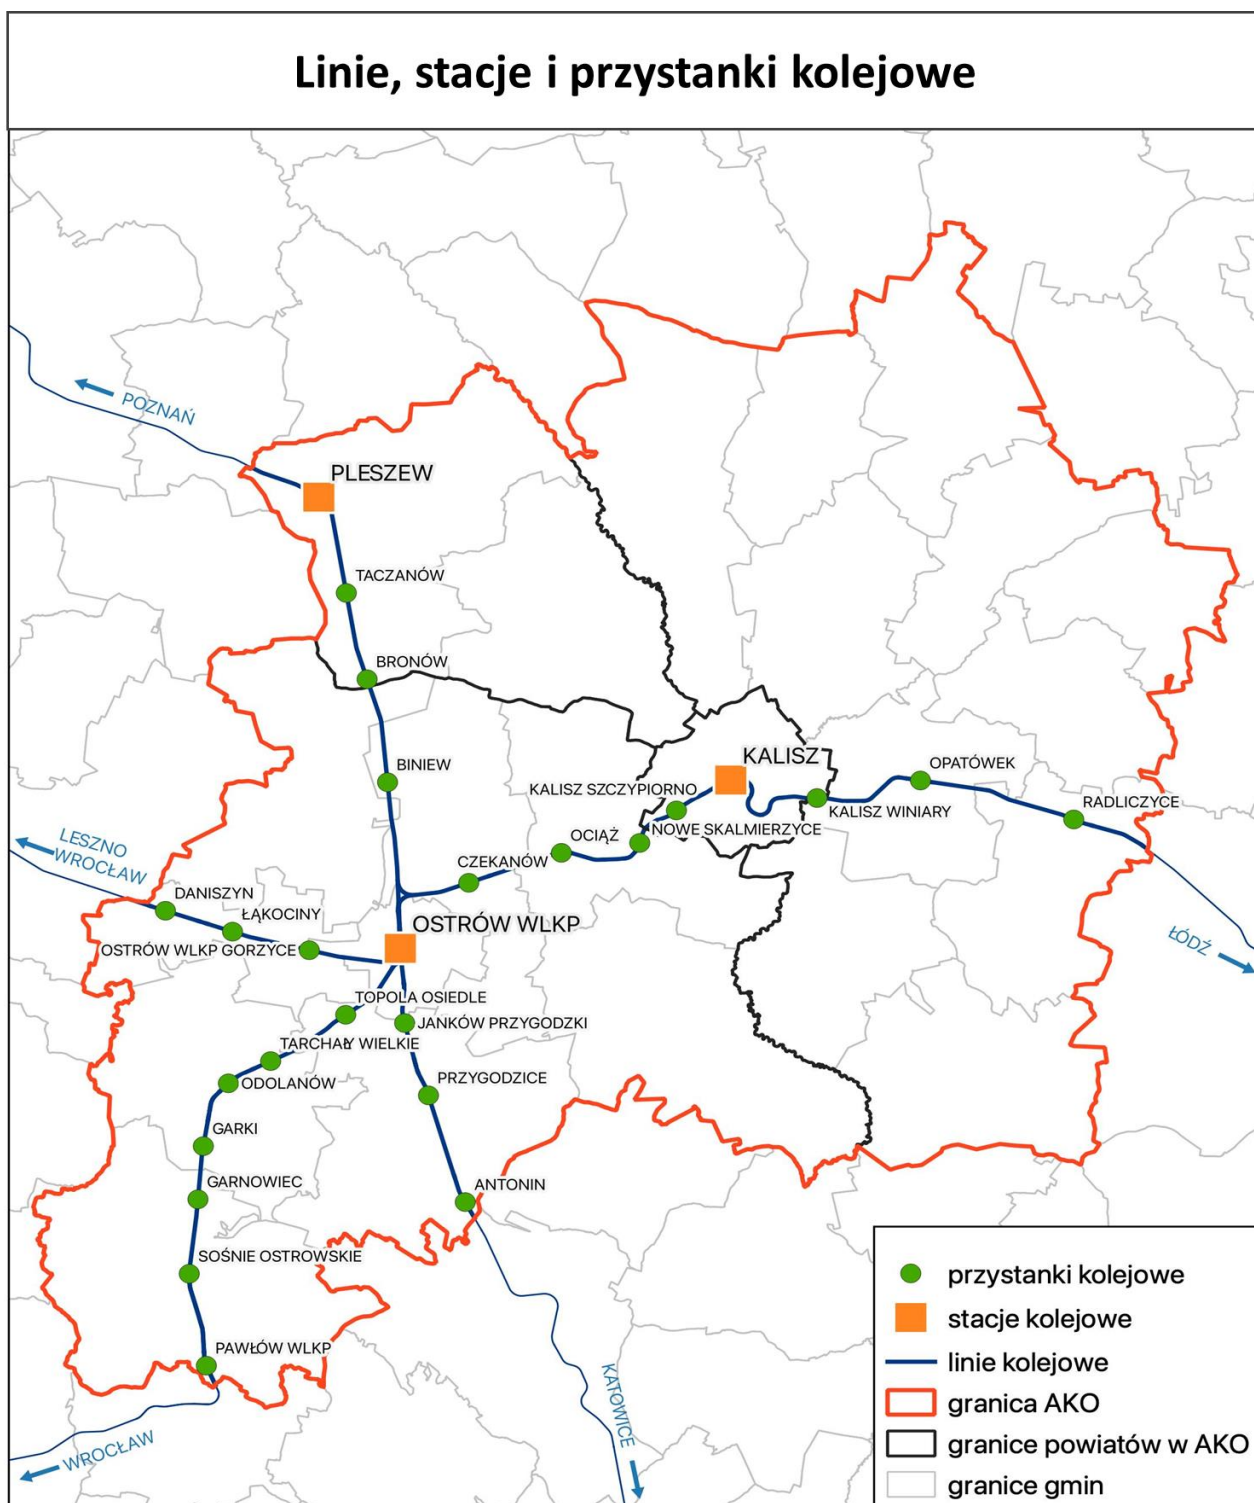 Linie, stacje i przystanki kolejowe
POZNAŃ
PLESZEW
TACZANÓW
BRONÓW
BINIEW
KALISZ
OPATÓWEK
KALISZ SZCZYPIORNO
RADLICZYCE
KALISZ WINIARY
NOWE SKALMIERZYCE
OCIĄŻ
LESZNO
WROCŁAW
CZEKANÓW
DANISZYN
ŁĄKOCINY
OSTRÓW WLKP
ŁÓDŹ
OSTRÓW WLKP GORZYCE
TOPOLA OSIEDLE
JANKÓW PRZYGODZKI
TARCHAŁY WIELKIE
ODOLANÓW
PRZYGODZICE
GARKI
GARNOWIEC
ANTONIN
SOŚNIE OSTROWSKIE
PAWŁÓW WLKP
KATOWICE
WROCŁAW
przystanki kolejowe
stacje kolejowe
linie kolejowe
granica AKO
granice powiatów w AKO
granice gmin